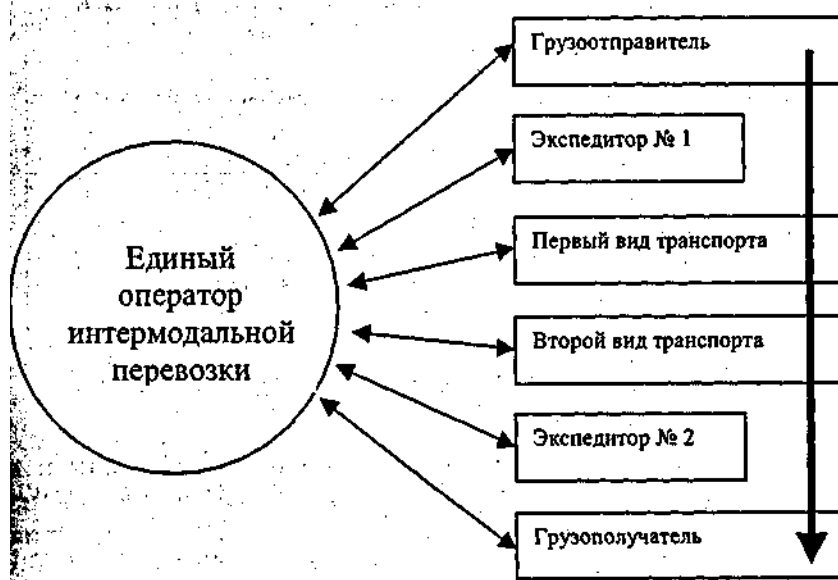 Единый
оператор
интермодальной
перевозки
Грузоотправитель
Экспедитор № 1
Первый вид транспорта
Второй вид транспорта
Экспедитор № 2
Грузополучатель